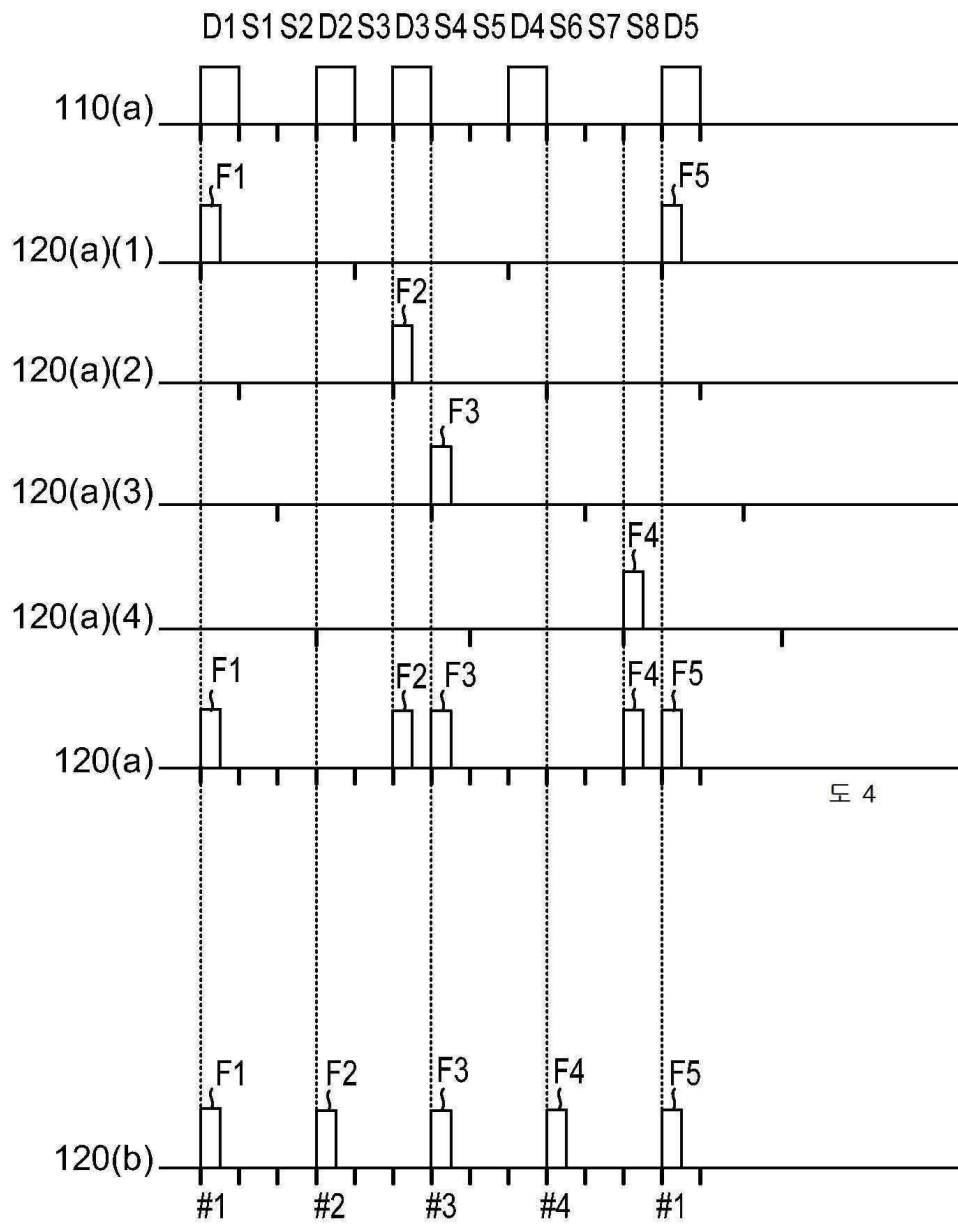 D1 S1 S2 D2 S3 D3 S4 S5 D4 S6 S7 S8 D5
110(a)
F1 F5
120(a)(1)
F2
120(a)(2)
F3
120(a)(3)
F4
120(a)(4)
F1 F2 F3 F4 F5
120(a)
도 4
F1 F2 F3 F4 F5
120(b)
#1 #2 #3 #4 #1